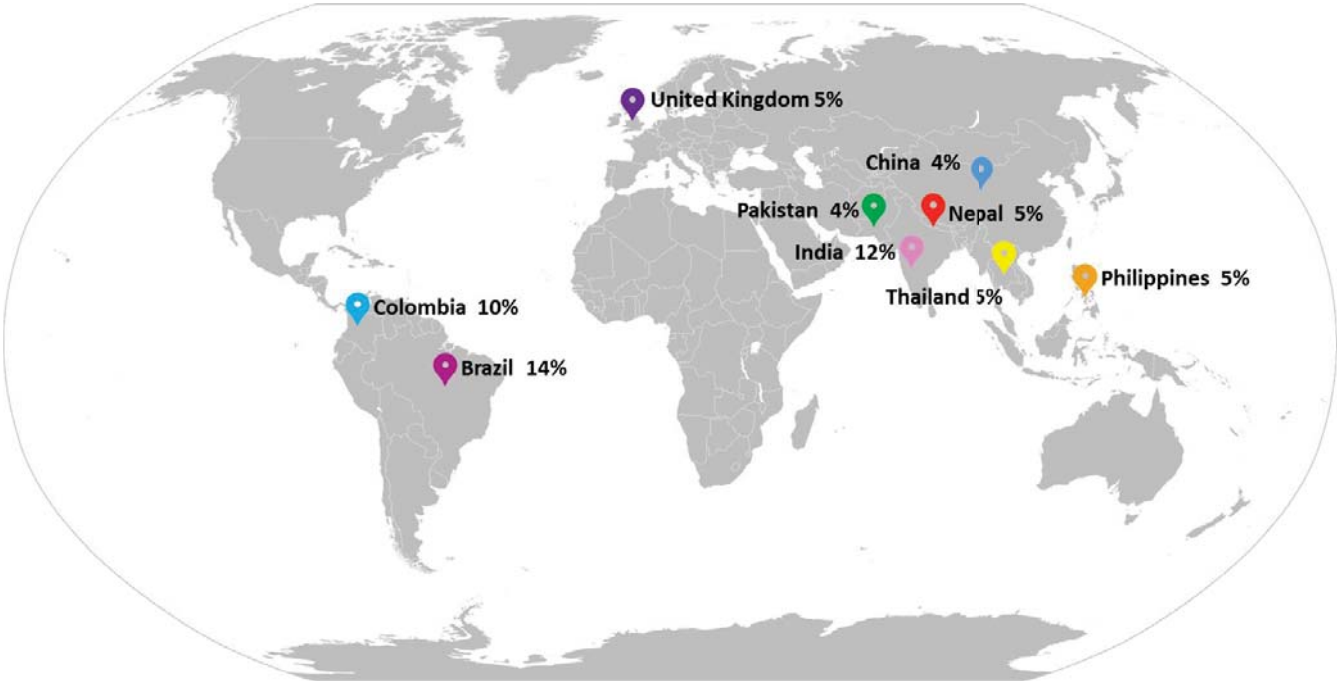 United Kingdom 5%
China 4%
Pakistan 4%
Nepal 5%
India 12%
Philippines 5%
Thailand 5%
Colombia 10%
Brazil 14%